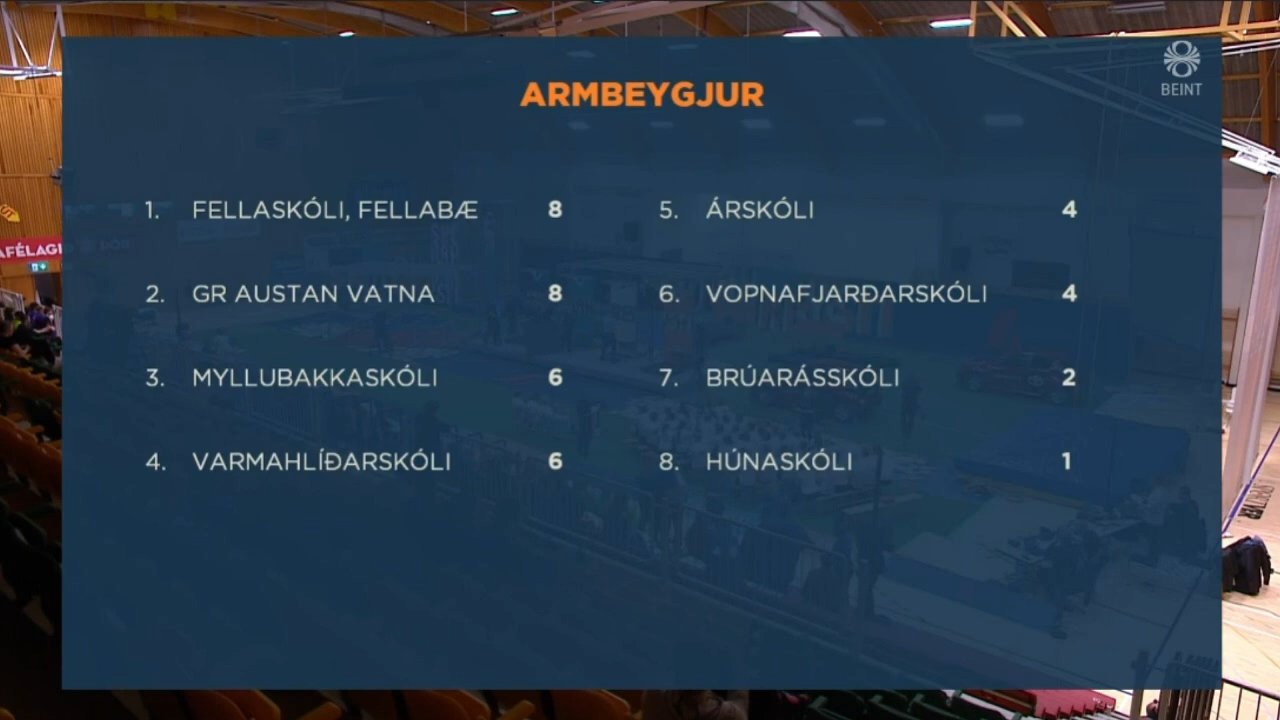 BEINT
ARMBEYGJUR
1. FELLASKÓLI, FELLABÆ 8
2. GR AUSTAN VATNA 8
3. MYLLUBAKKASKÓLI 6
4. VARMAHLÍÐARSKÓLI 6
5. ÁRSKÓLI 4
6. VOPNAFJARÐARSKÓLI 4
7. BRÚARÁSSKÓLI 2
8. HÚNASKÓLI 1